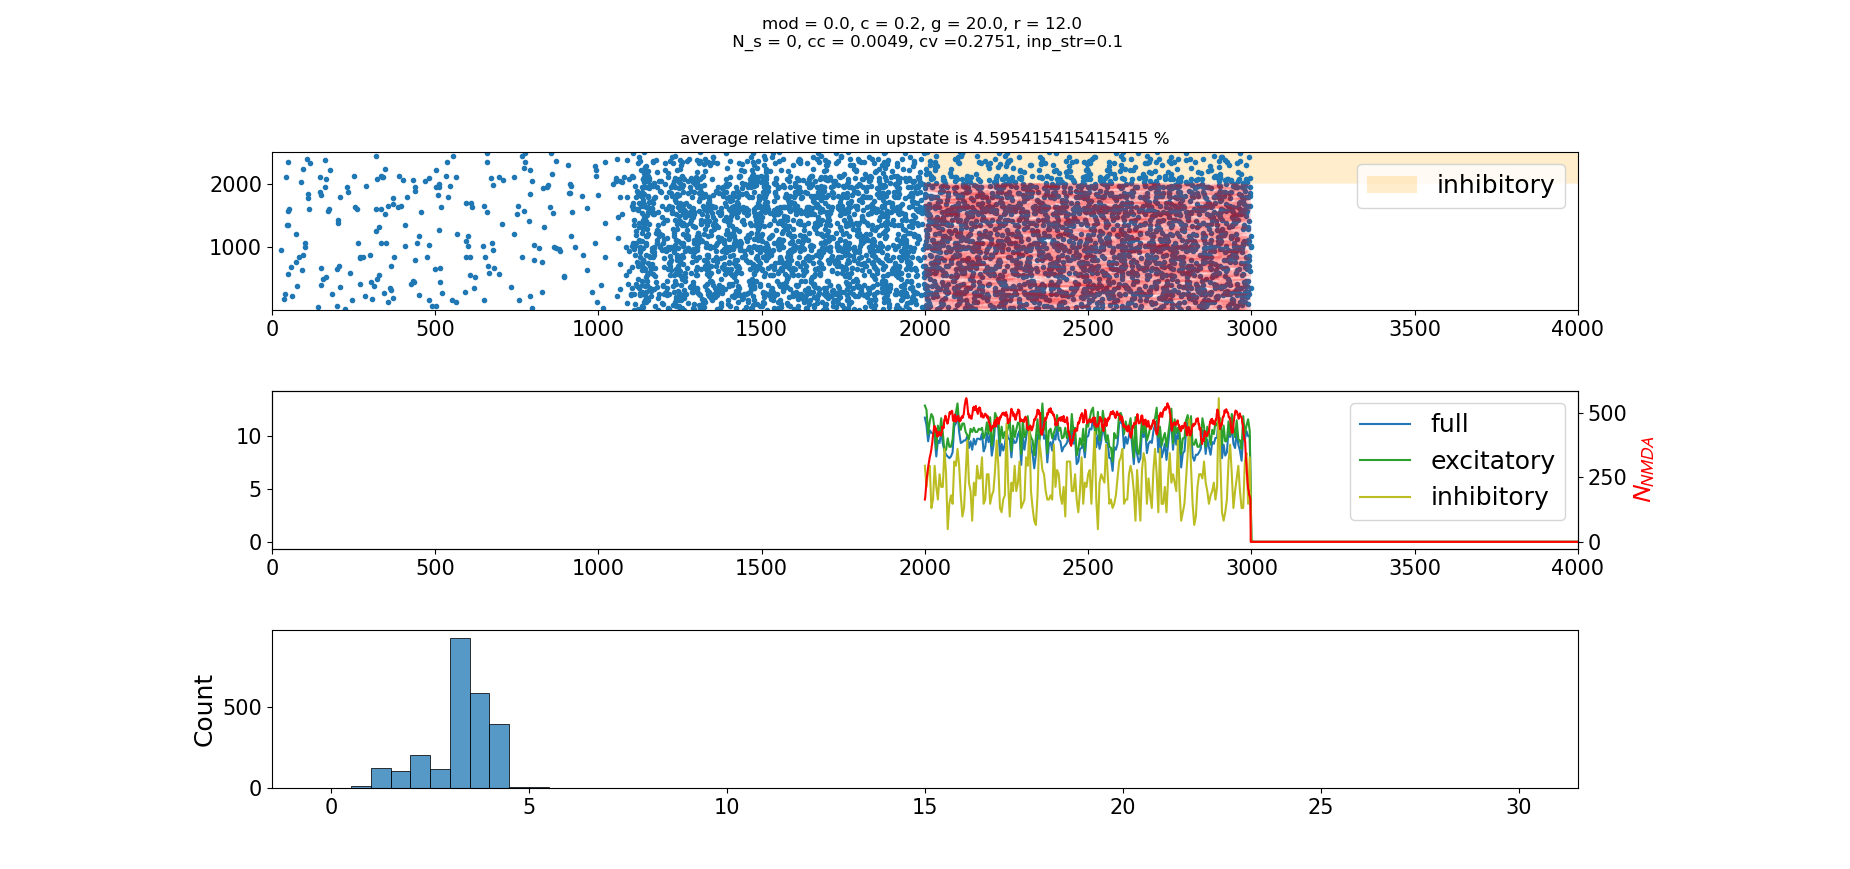 mod = 0.0, c = 0.2, g = 20.0, r = 12.0
N_s = 0, cc = 0.0049, cv =0.2751, inp_str=0.1
average relative time in upstate is 4.595415415415415 %
2000
1000
inhibitory
0 500 1000 1500 2000 2500 3000 3500 4000
10
5
0
full
excitatory
inhibitory
500
250
0
N_NMDA
0 500 1000 1500 2000 2500 3000 3500 4000
Count
500
0
0 5 10 15 20 25 30